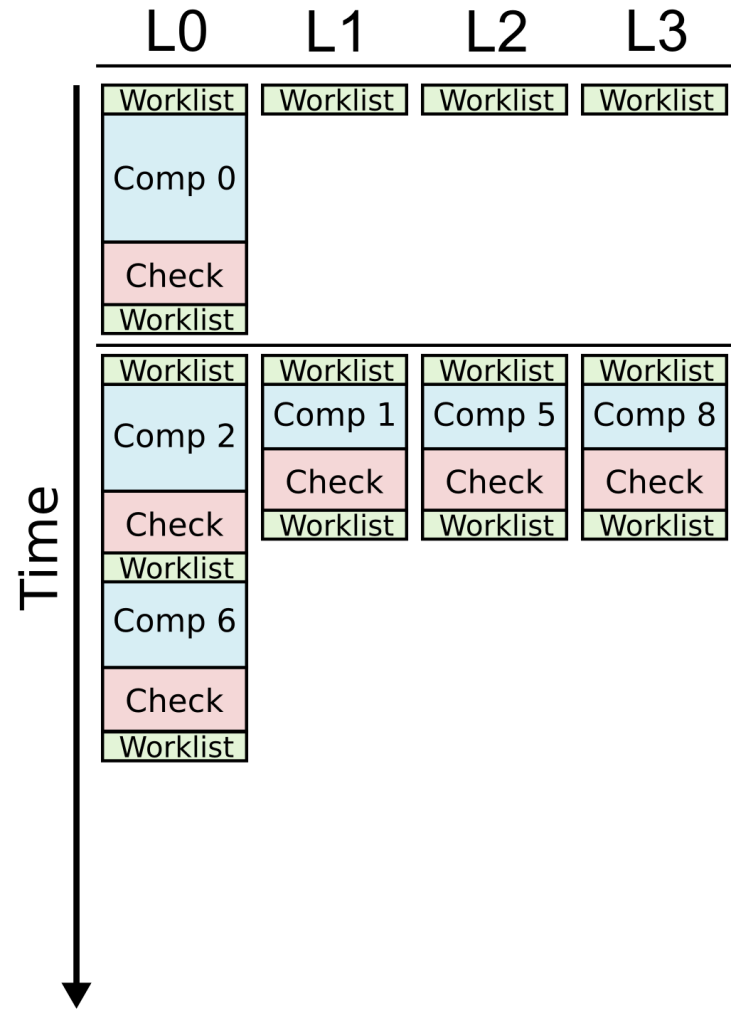 L0 L1 L2 L3
Worklist Worklist Worklist Worklist
Comp 0
Check
Worklist
Worklist Worklist Worklist Worklist
Comp 2 Comp 1 Comp 5 Comp 8
Check Check Check
Check
Worklist Worklist Worklist
Worklist
Comp 6
Check
Worklist
Time